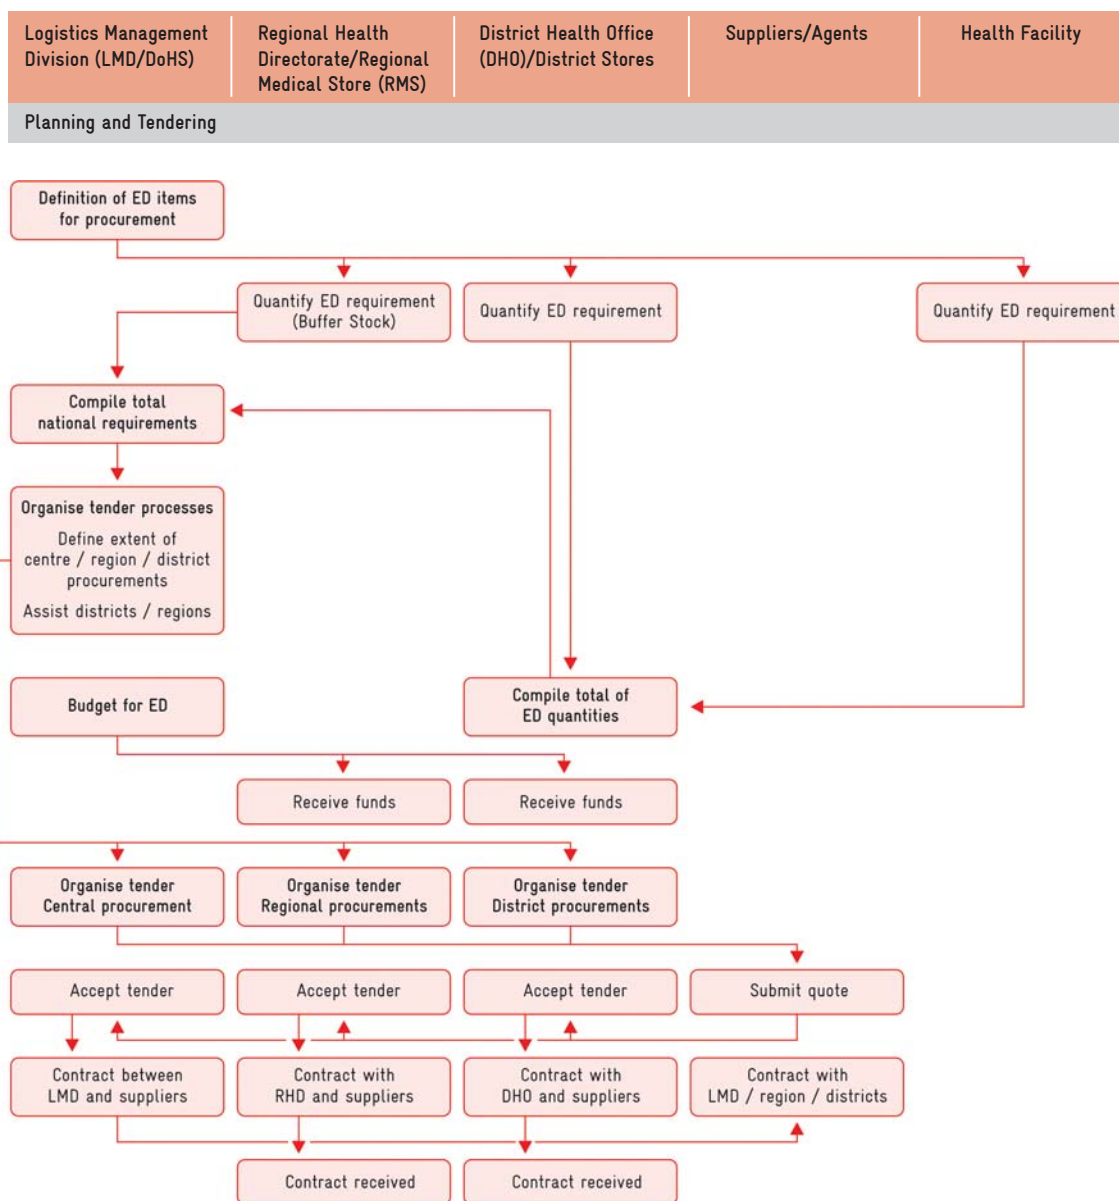 Logistics Management
Division (LMD/DoHS)
Regional Health
Directorate/Regional
Medical Store (RMS)
District Health Office
(DHO)/District Stores
Suppliers/Agents
Health Facility
Planning and Tendering
Definition of ED items
for procurement
Quantify ED requirement
(Buffer Stock)
Quantify ED requirement
Quantify ED requirement
Compile total
national requirements
Organise tender processes
Define extent of
centre / region / district
procurements
Assist districts / regions
Budget for ED
Compile total of
ED quantities
Receive funds
Receive funds
Organise tender
Central procurement
Organise tender
Regional procurements
Organise tender
District procurements
Accept tender
Accept tender
Accept tender
Submit quote
Contract between
LMD and suppliers
Contract with
RHD and suppliers
Contract with
DHO and suppliers
Contract with
LMD / region / districts
Contract received
Contract received